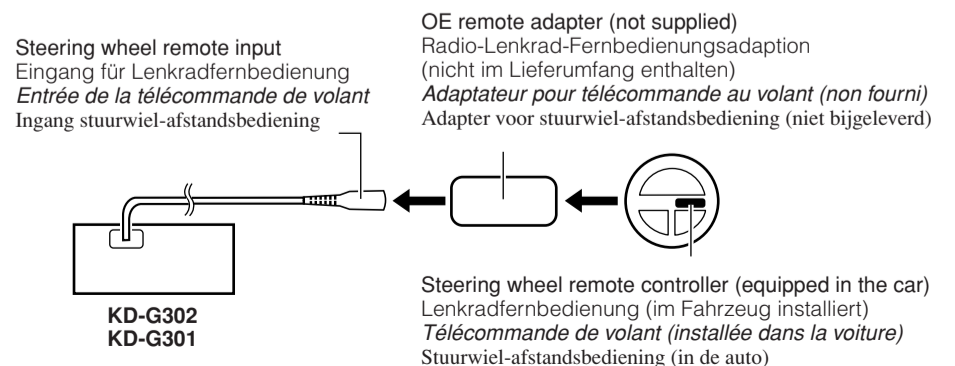 Steering wheel remote input
Eingang für Lenkradfernbedienung
Entrée de la télécommande de volant
Ingang stuurwiel-afstandsbediening
OE remote adapter (not supplied)
Radio-Lenkrad-Fernbedienungsadaption
(nicht im Lieferumfang enthalten)
Adaptateur pour télécommande au volant (non fourni)
Adapter voor stuurwiel-afstandsbediening (niet bijgeleverd)
KD-G302
KD-G301
Steering wheel remote controller (equipped in the car)
Lenkradfernbedienung (im Fahrzeug installiert)
Télécommande de volant (installée dans la voiture)
Stuurwiel-afstandsbediening (in de auto)